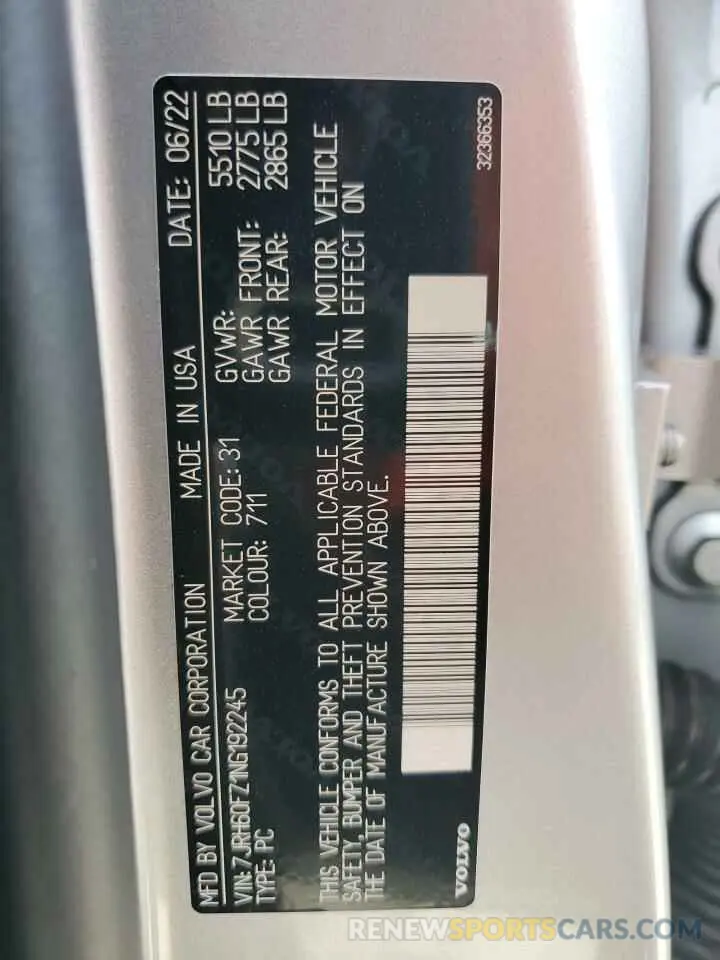 MFD BY VOLVO CAR CORPORATION MADE IN USA DATE: 06/22
VIN: 7JRH60FZ1NG192245 MARKET CODE: 31 GVWR: 5510 LB
TYPE: PC COLOUR: 711 GAWR FRONT: 2775 LB
GAWR REAR: 2865 LB
THIS VEHICLE CONFORMS TO ALL APPLICABLE FEDERAL MOTOR VEHICLE
SAFETY, BUMPER AND THEFT PREVENTION STANDARDS IN EFFECT ON
THE DATE OF MANUFACTURE SHOWN ABOVE.
VOLVO 32366353
RENEWSPORTSCARS.COM